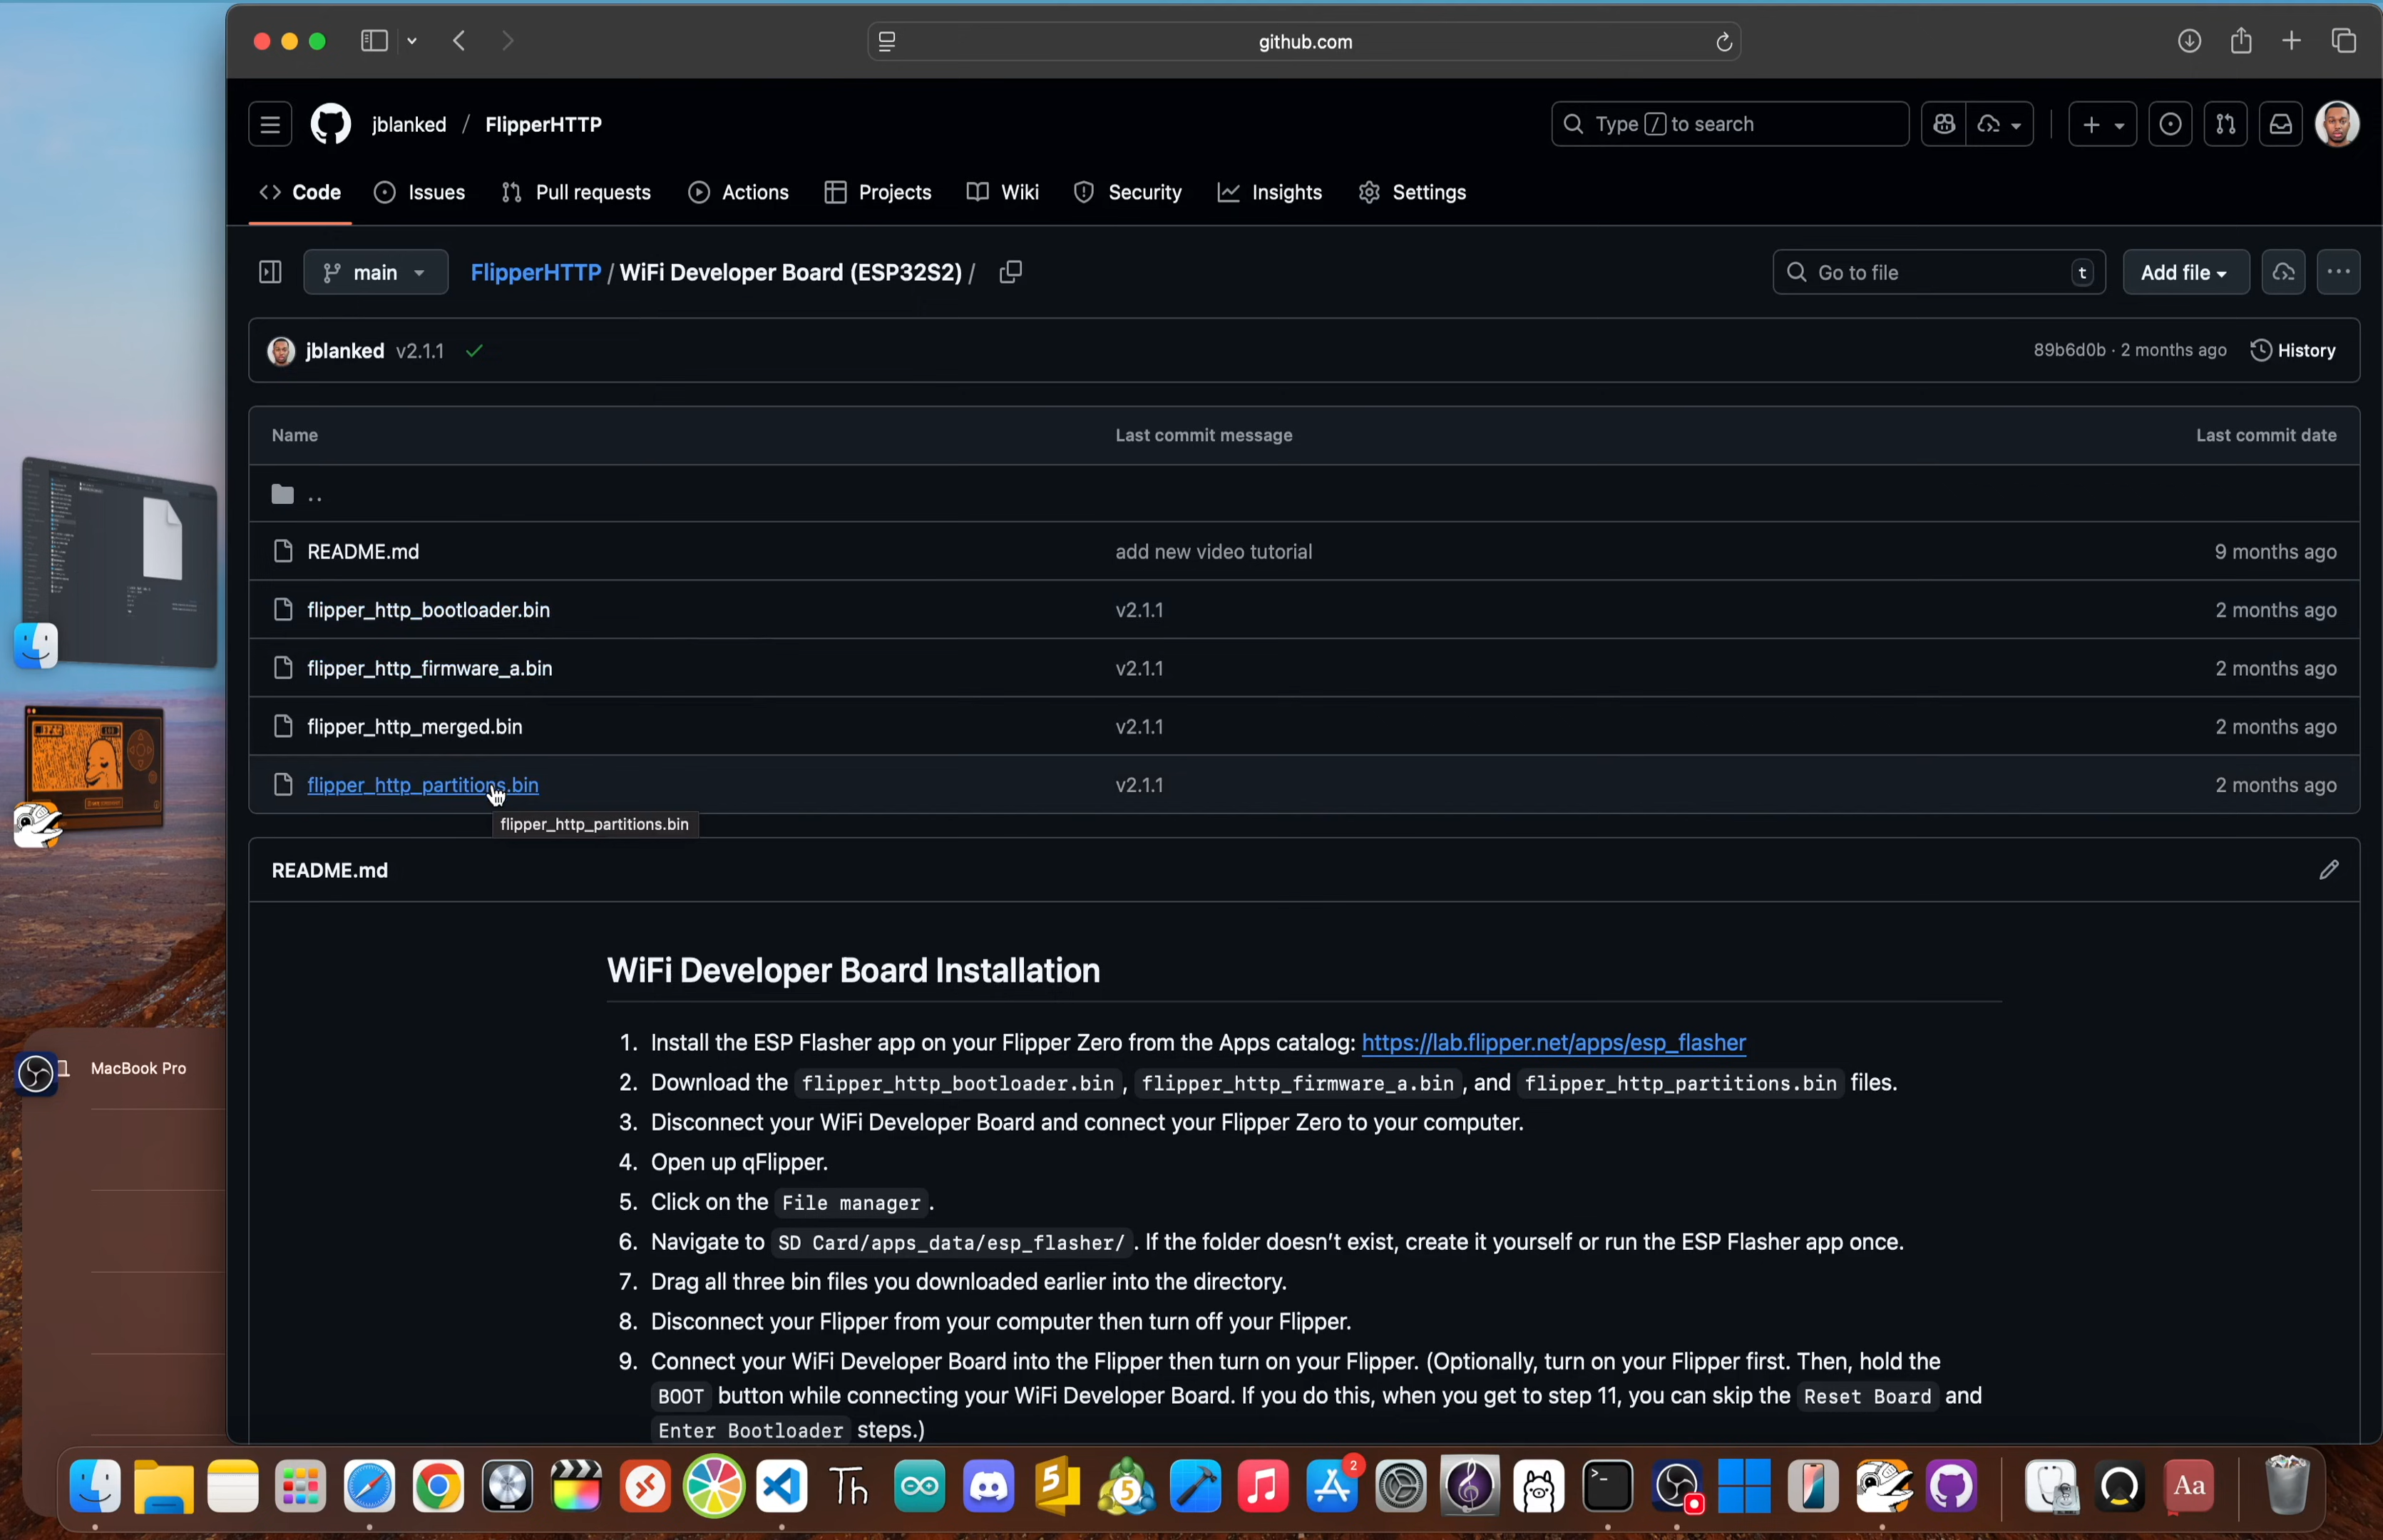 github.com
jblanked / FlipperHTTP
Type / to search
Code
Issues
Pull requests
Actions
Projects
Wiki
Security
Insights
Settings
main
FlipperHTTP / WiFi Developer Board (ESP32S2) /
Go to file
t
Add file
jblanked v2.1.1
89b6d0b · 2 months ago
History
Name
Last commit message
Last commit date
..
README.md
add new video tutorial
9 months ago
flipper_http_bootloader.bin
v2.1.1
2 months ago
flipper_http_firmware_a.bin
v2.1.1
2 months ago
flipper_http_merged.bin
v2.1.1
2 months ago
flipper_http_partitions.bin
v2.1.1
2 months ago
flipper_http_partitions.bin
README.md
WiFi Developer Board Installation
1. Install the ESP Flasher app on your Flipper Zero from the Apps catalog: https://lab.flipper.net/apps/esp_flasher
2. Download the flipper_http_bootloader.bin , flipper_http_firmware_a.bin , and flipper_http_partitions.bin files.
3. Disconnect your WiFi Developer Board and connect your Flipper Zero to your computer.
4. Open up qFlipper.
5. Click on the File manager .
6. Navigate to SD Card/apps_data/esp_flasher/ . If the folder doesn't exist, create it yourself or run the ESP Flasher app once.
7. Drag all three bin files you downloaded earlier into the directory.
8. Disconnect your Flipper from your computer then turn off your Flipper.
9. Connect your WiFi Developer Board into the Flipper then turn on your Flipper. (Optionally, turn on your Flipper first. Then, hold the
BOOT button while connecting your WiFi Developer Board. If you do this, when you get to step 11, you can skip the Reset Board and
Enter Bootloader steps.)
MacBook Pro
Th
5
5
2
>_
Aa